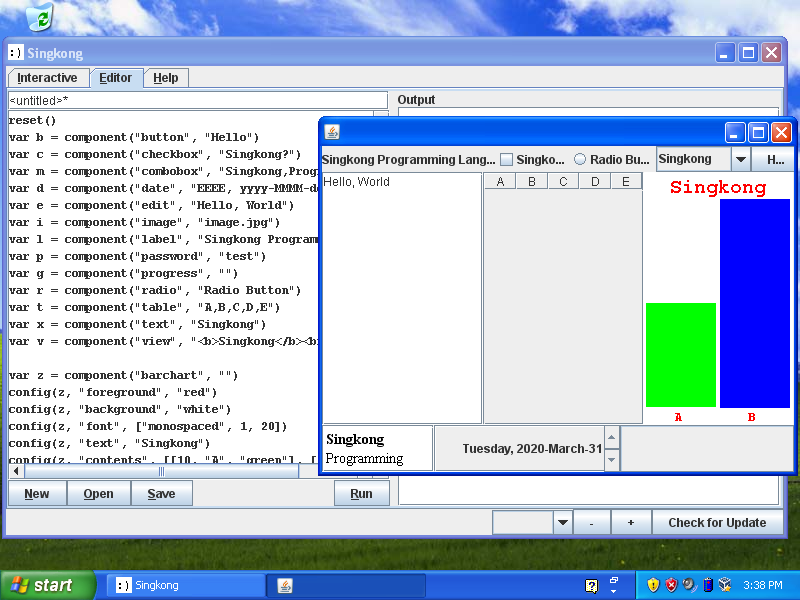 Singkong
Interactive
Editor
Help
<untitled>*
Output
reset()
var b = component("button", "Hello")
var c = component("checkbox", "Singkong?")
var m = component("combobox", "Singkong,Prog
var d = component("date", "EEEE, yyyy-MMMM-d
var e = component("edit", "Hello, World")
var i = component("image", "image.jpg")
var l = component("label", "Singkong Programm
var p = component("password", "test")
var g = component("progress", "")
var r = component("radio", "Radio Button")
var t = component("table", "A,B,C,D,E")
var x = component("text", "Singkong")
var v = component("view", "<b>Singkong</b><b
var z = component("barchart", "")
config(z, "foreground", "red")
config(z, "background", "white")
config(z, "font", ["monospaced", 1, 20])
config(z, "text", "Singkong")
config(z, "contents", [[10, "A", "green"], [
Singkong Programming Lang... Singko... Radio Bu... Singkong H...
Hello, World
A B C D E
Singkong
A B
Singkong
Programming
Tuesday, 2020-March-31
New Open Save Run
- + Check for Update
start
Singkong
3:38 PM